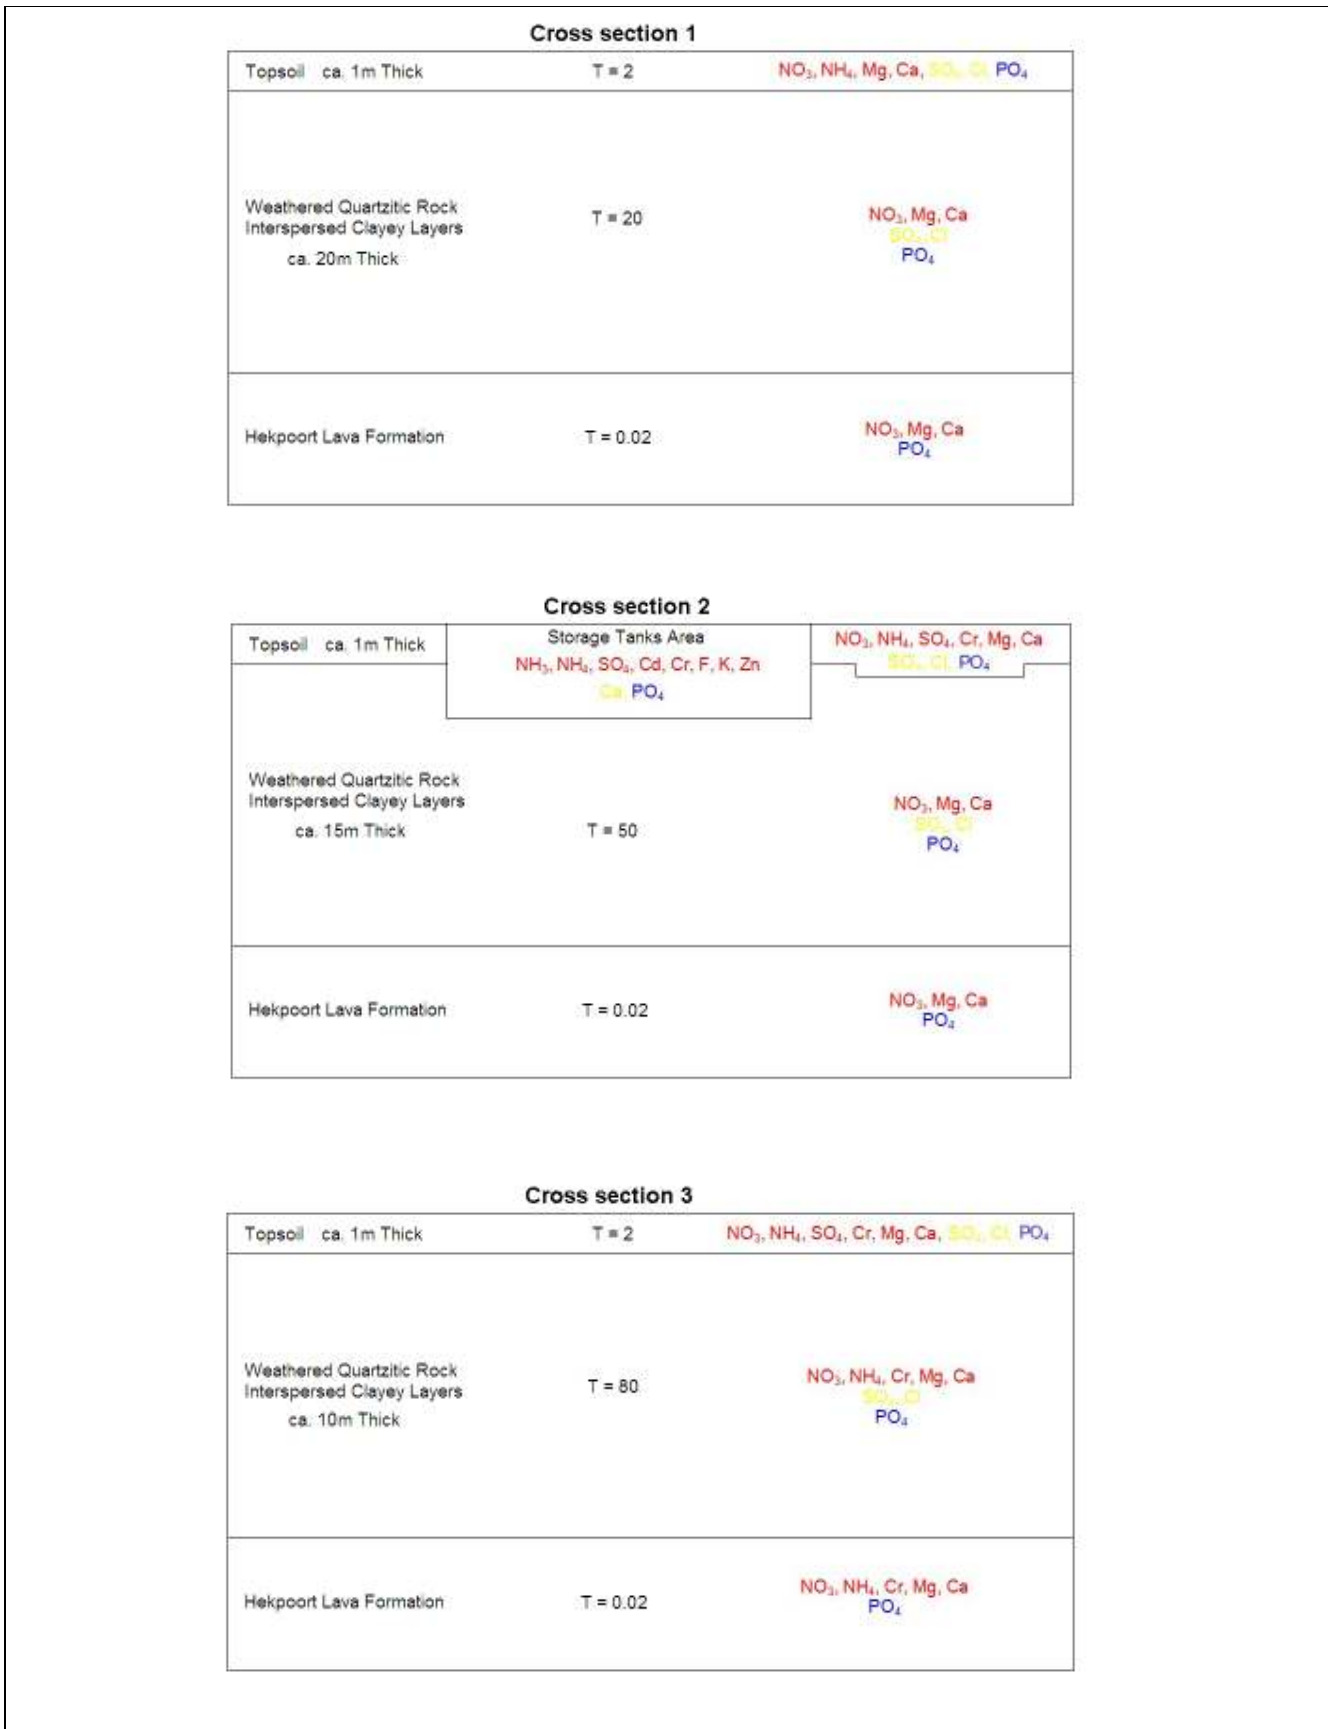 Cross section 1
Topsoil ca. 1m Thick T = 2 NO₃, NH₄, Mg, Ca, SO₄, Cl, PO₄
Weathered Quartzitic Rock
Interspersed Clayey Layers
ca. 20m Thick
T = 20
NO₃, Mg, Ca
SO₄, Cl
PO₄
Hekpoort Lava Formation T = 0.02
NO₃, Mg, Ca
PO₄
Cross section 2
Topsoil ca. 1m Thick
Storage Tanks Area
NH₃, NH₄, SO₄, Cd, Cr, F, K, Zn
Ca, PO₄
NO₃, NH₄, SO₄, Cr, Mg, Ca
SO₄, Cl, PO₄
Weathered Quartzitic Rock
Interspersed Clayey Layers
ca. 15m Thick
T = 50
NO₃, Mg, Ca
SO₄, Cl
PO₄
Hekpoort Lava Formation T = 0.02
NO₃, Mg, Ca
PO₄
Cross section 3
Topsoil ca. 1m Thick T = 2 NO₃, NH₄, SO₄, Cr, Mg, Ca, SO₄, Cl, PO₄
Weathered Quartzitic Rock
Interspersed Clayey Layers
ca. 10m Thick
T = 80
NO₃, NH₄, Cr, Mg, Ca
SO₄, Cl
PO₄
Hekpoort Lava Formation T = 0.02
NO₃, NH₄, Cr, Mg, Ca
PO₄